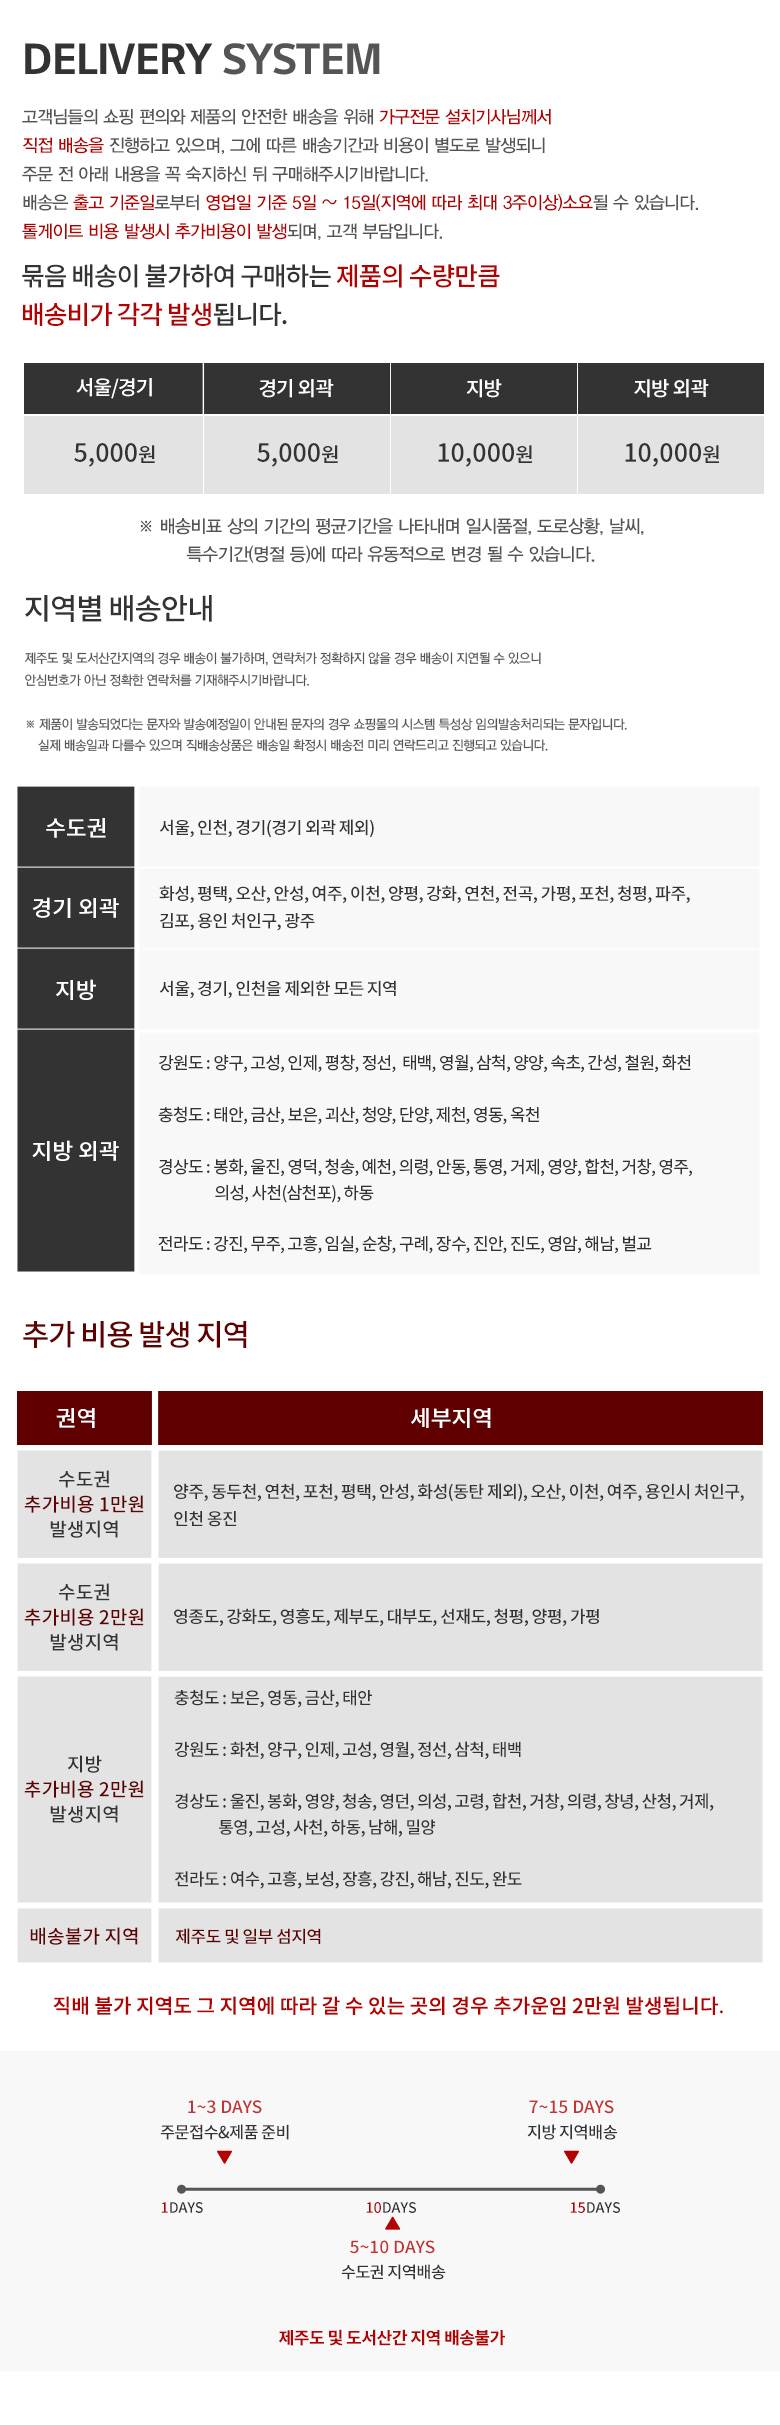 DELIVERY SYSTEM
고객님들의 쇼핑 편의와 제품의 안전한 배송을 위해 가구전문 설치기사님께서
직접 배송을 진행하고 있으며, 그에 따른 배송기간과 비용이 별도로 발생되니
주문 전 아래 내용을 꼭 숙지하신 뒤 구매해주시기바랍니다.
배송은 출고 기준일로부터 영업일 기준 5일 ~ 15일(지역에 따라 최대 3주이상)소요될 수 있습니다.
톨게이트 비용 발생시 추가비용이 발생되며, 고객 부담입니다.
묶음 배송이 불가하여 구매하는 제품의 수량만큼
배송비가 각각 발생됩니다.
서울/경기 경기 외곽 지방 지방 외곽
5,000원 5,000원 10,000원 10,000원
※ 배송비표 상의 기간의 평균기간을 나타내며 일시품절, 도로상황, 날씨,
특수기간(명절 등)에 따라 유동적으로 변경 될 수 있습니다.
지역별 배송안내
제주도 및 도서산간지역의 경우 배송이 불가하며, 연락처가 정확하지 않을 경우 배송이 지연될 수 있으니
안심번호가 아닌 정확한 연락처를 기재해주시기바랍니다.
※ 제품이 발송되었다는 문자와 발송예정일이 안내된 문자의 경우 쇼핑몰의 시스템 특성상 임의발송처리되는 문자입니다.
실제 배송일과 다를수 있으며 직배송상품은 배송일 확정시 배송전 미리 연락드리고 진행되고 있습니다.
수도권 서울, 인천, 경기(경기 외곽 제외)
경기 외곽 화성, 평택, 오산, 안성, 여주, 이천, 양평, 강화, 연천, 전곡, 가평, 포천, 청평, 파주,
김포, 용인 처인구, 광주
지방 서울, 경기, 인천을 제외한 모든 지역
지방 외곽
강원도 : 양구, 고성, 인제, 평창, 정선, 태백, 영월, 삼척, 양양, 속초, 간성, 철원, 화천
충청도 : 태안, 금산, 보은, 괴산, 청양, 단양, 제천, 영동, 옥천
경상도 : 봉화, 울진, 영덕, 청송, 예천, 의령, 안동, 통영, 거제, 영양, 합천, 거창, 영주,
의성, 사천(삼천포), 하동
전라도 : 강진, 무주, 고흥, 임실, 순창, 구례, 장수, 진안, 진도, 영암, 해남, 벌교
추가 비용 발생 지역
권역 세부지역
수도권
추가비용 1만원
발생지역
양주, 동두천, 연천, 포천, 평택, 안성, 화성(동탄 제외), 오산, 이천, 여주, 용인시 처인구,
인천 옹진
수도권
추가비용 2만원
발생지역
영종도, 강화도, 영흥도, 제부도, 대부도, 선재도, 청평, 양평, 가평
지방
추가비용 2만원
발생지역
충청도 : 보은, 영동, 금산, 태안
강원도 : 화천, 양구, 인제, 고성, 영월, 정선, 삼척, 태백
경상도 : 울진, 봉화, 영양, 청송, 영던, 의성, 고령, 합천, 거창, 의령, 창녕, 산청, 거제,
통영, 고성, 사천, 하동, 남해, 밀양
전라도 : 여수, 고흥, 보성, 장흥, 강진, 해남, 진도, 완도
배송불가 지역 제주도 및 일부 섬지역
직배 불가 지역도 그 지역에 따라 갈 수 있는 곳의 경우 추가운임 2만원 발생됩니다.
1~3 DAYS 7~15 DAYS
주문접수&제품 준비 지방 지역배송
1DAYS 10DAYS 15DAYS
5~10 DAYS
수도권 지역배송
제주도 및 도서산간 지역 배송불가